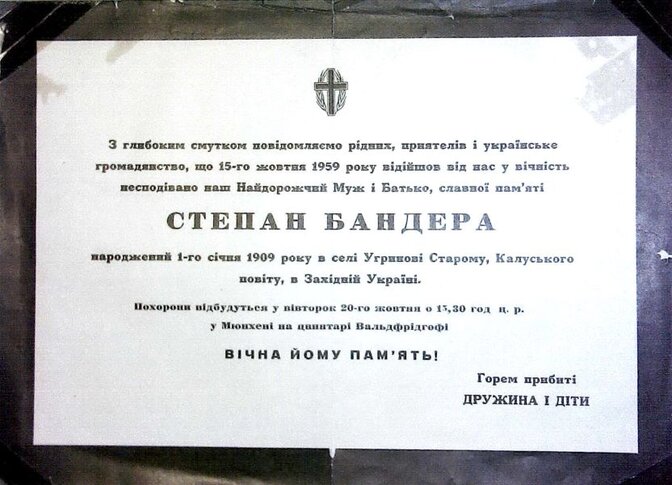 З глибоким смутком повідомляємо рідних, приятелів і українське
громадянство, що 15-го жовтня 1959 року відійшов від нас у вічність
несподівано наш Найдорожчий Муж і Батько, славної пам'яті
СТЕПАН БАНДЕРА
народжений 1-го січня 1909 року в селі Угринові Старому, Калуського
повіту, в Західній Україні.
Похорони відбудуться у вівторок 20-го жовтня о 15,30 год ц. р.
у Мюнхені на цвинтарі Вальдфрідгофі
ВІЧНА ЙОМУ ПАМ'ЯТЬ!
Горем прибиті
ДРУЖИНА І ДІТИ